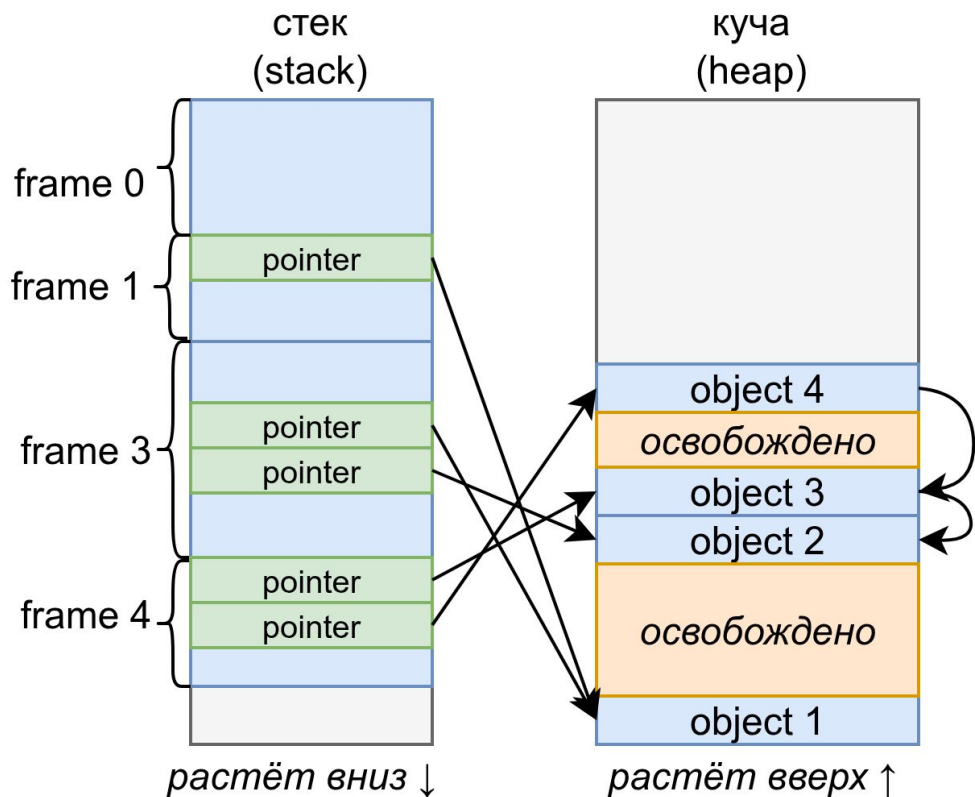 стек
(stack)
frame 0
frame 1
pointer
frame 3
pointer
pointer
frame 4
pointer
pointer
растёт вниз ↓
куча
(heap)
object 4
освобождено
object 3
object 2
освобождено
object 1
растёт вверх ↑